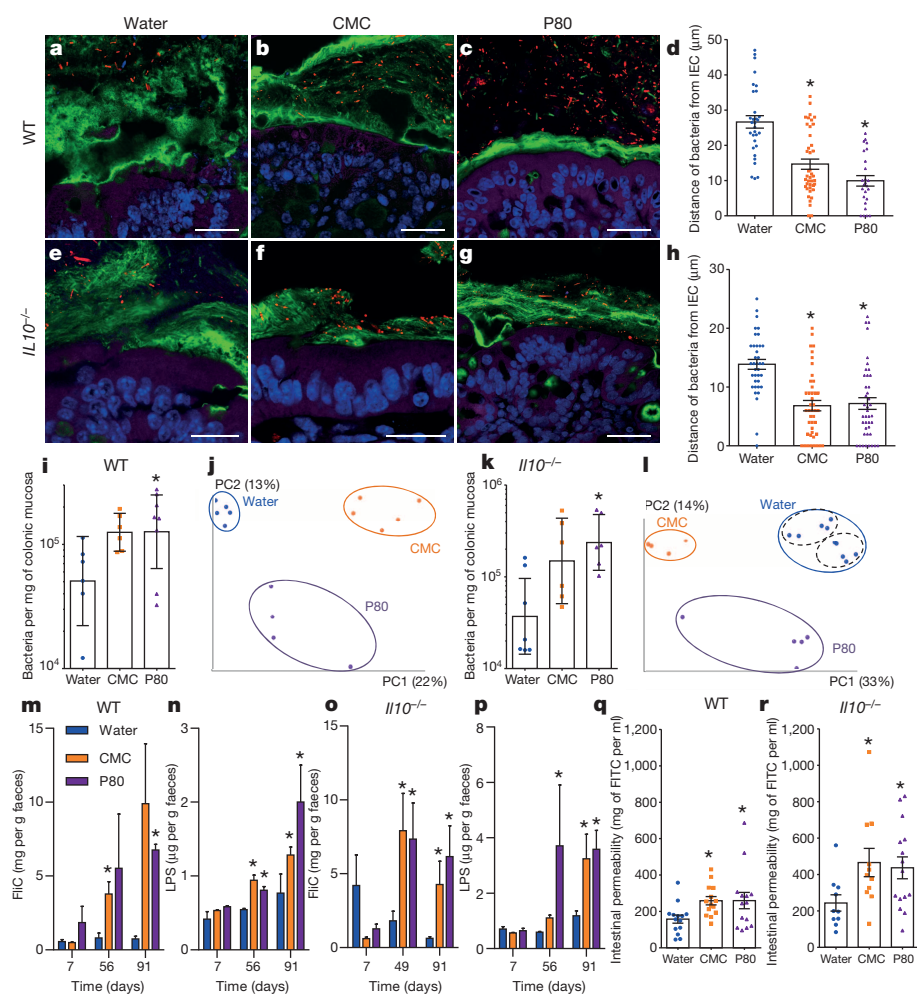 Water
CMC
P80
WT
a
b
c
d
Distance of bacteria from IEC (μm)
50
40
30
20
10
0
*
*
Water
CMC
P80
IL10−/−
e
f
g
h
Distance of bacteria from IEC (μm)
30
20
10
0
*
*
Water
CMC
P80
i
WT
Bacteria per mg of colonic mucosa
10^5
10^4
*
Water
CMC
P80
j
PC2 (13%)
Water
CMC
P80
PC1 (22%)
k
Il10−/−
Bacteria per mg of colonic mucosa
10^6
10^5
10^4
*
Water
CMC
P80
l
PC2 (14%)
CMC
Water
P80
PC1 (33%)
m
WT
Water
CMC
P80
FliC (mg per g faeces)
15
10
5
0
*
*
7
56
91
Time (days)
n
LPS (μg per g faeces)
3
2
1
0
*
*
*
*
7
56
91
Time (days)
o
Il10−/−
FliC (mg per g faeces)
15
10
5
0
*
*
*
*
7
49
91
Time (days)
p
LPS (μg per g faeces)
8
6
4
2
0
*
*
*
7
56
91
Time (days)
q
WT
Intestinal permeability (mg of FITC per ml)
1,200
1,000
800
600
400
200
0
*
*
Water
CMC
P80
r
Il10−/−
Intestinal permeability (mg of FITC per ml)
1,200
1,000
800
600
400
200
0
*
*
Water
CMC
P80